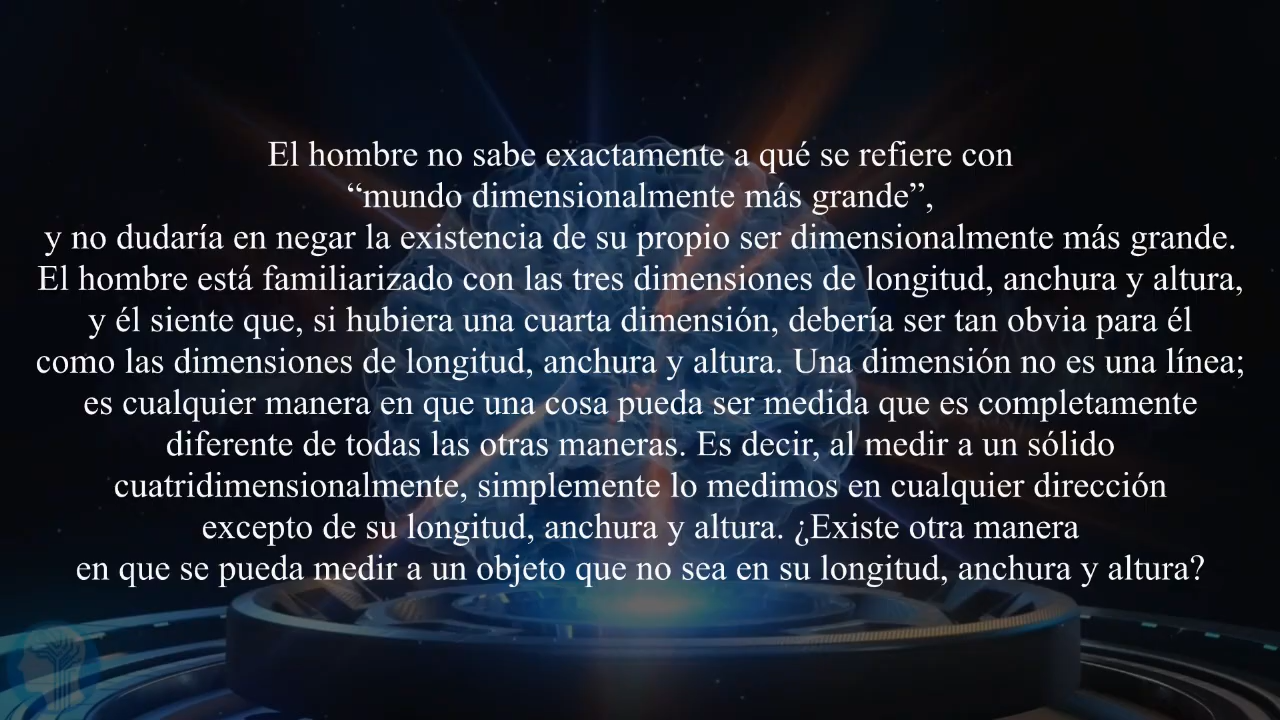 El hombre no sabe exactamente a qué se refiere con
“mundo dimensionalmente más grande”,
y no dudaría en negar la existencia de su propio ser dimensionalmente más grande.
El hombre está familiarizado con las tres dimensiones de longitud, anchura y altura,
y él siente que, si hubiera una cuarta dimensión, debería ser tan obvia para él
como las dimensiones de longitud, anchura y altura. Una dimensión no es una línea;
es cualquier manera en que una cosa pueda ser medida que es completamente
diferente de todas las otras maneras. Es decir, al medir a un sólido
cuatridimensionalmente, simplemente lo medimos en cualquier dirección
excepto de su longitud, anchura y altura. ¿Existe otra manera
en que se pueda medir a un objeto que no sea en su longitud, anchura y altura?